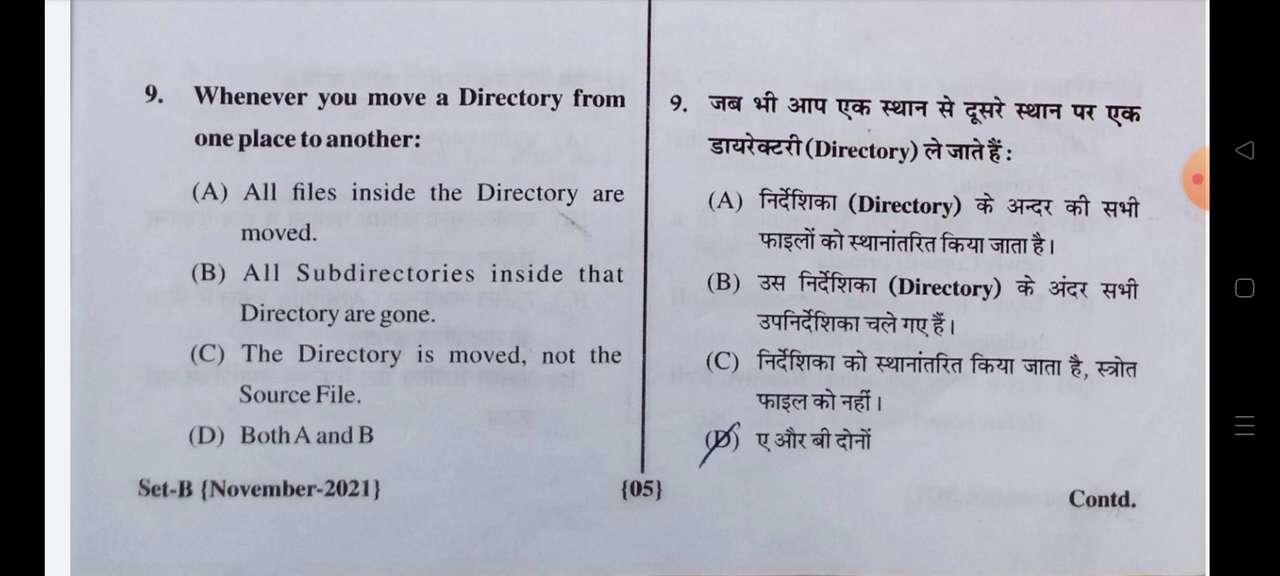 9. Whenever you move a Directory from
one place to another:
(A) All files inside the Directory are
moved.
(B) All Subdirectories inside that
Directory are gone.
(C) The Directory is moved, not the
Source File.
(D) Both A and B
Set-B {November-2021}
{05}
9. जब भी आप एक स्थान से दूसरे स्थान पर एक
डायरेक्टरी (Directory) ले जाते हैं :
(A) निर्देशिका (Directory) के अन्दर की सभी
फाइलों को स्थानांतरित किया जाता है।
(B) उस निर्देशिका (Directory) के अंदर सभी
उपनिर्देशिका चले गए हैं।
(C) निर्देशिका को स्थानांतरित किया जाता है, स्त्रोत
फाइल को नहीं।
(D) ए और बी दोनों
Contd.